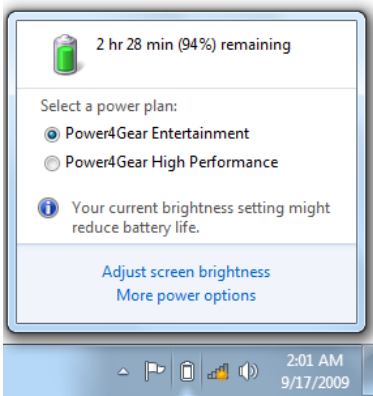 2 hr 28 min (94%) remaining
Select a power plan:
Power4Gear Entertainment
Power4Gear High Performance
Your current brightness setting might
reduce battery life.
Adjust screen brightness
More power options
2:01 AM
9/17/2009